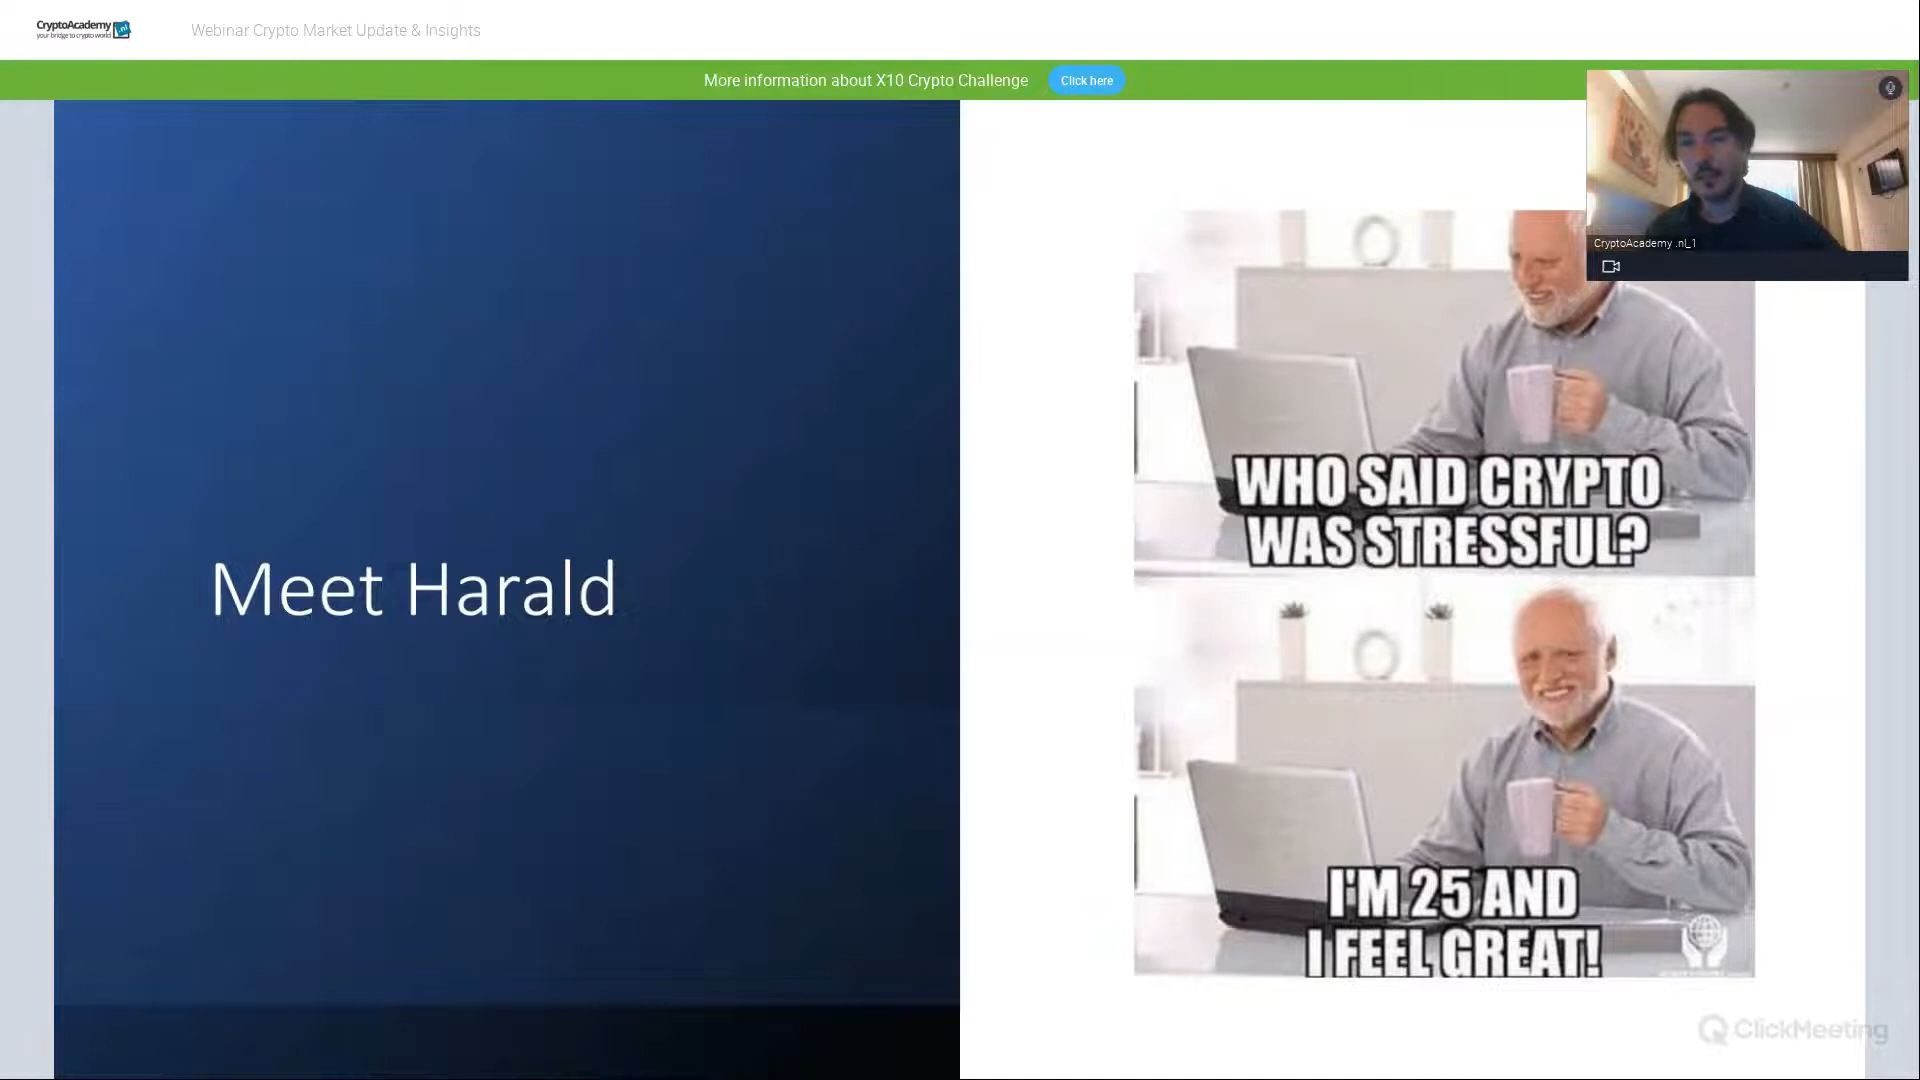 CryptoAcademy .nl
your bridge to crypto world
Webinar Crypto Market Update & Insights
More information about X10 Crypto Challenge
Click here
CryptoAcademy .nl_1
Meet Harald
WHO SAID CRYPTO
WAS STRESSFUL?
I'M 25 AND
I FEEL GREAT!
ClickMeeting